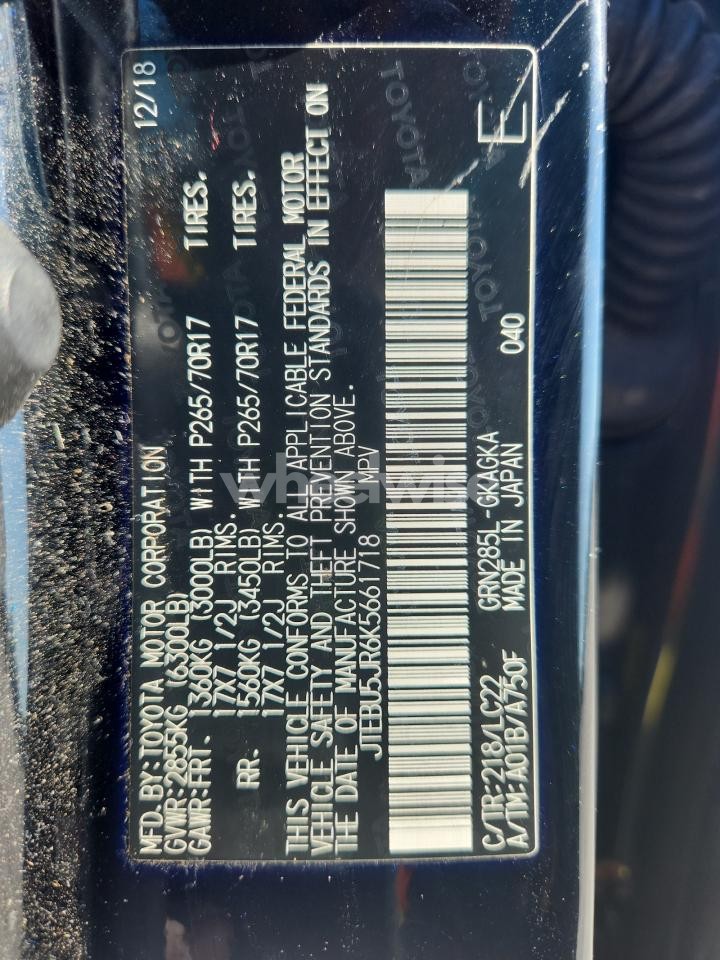 MFD. BY: TOYOTA MOTOR CORPORATION 12/18
GVWR: 2855KG (6300LB)
GAWR: FRT. 1360KG (3000LB) WITH P265/70R17 TIRES.
17X7 1/2J RIMS.
RR. 1560KG (3450LB) WITH P265/70R17 TIRES.
17X7 1/2J RIMS.
THIS VEHICLE CONFORMS TO ALL APPLICABLE FEDERAL MOTOR
VEHICLE SAFETY AND THEFT PREVENTION STANDARDS IN EFFECT ON
THE DATE OF MANUFACTURE SHOWN ABOVE.
JTEBU5JR6K5661718 MPV
C/TR: 218/LC22 GRN285L-GKAGKA 040
A/TM: A01B/A750F MADE IN JAPAN E